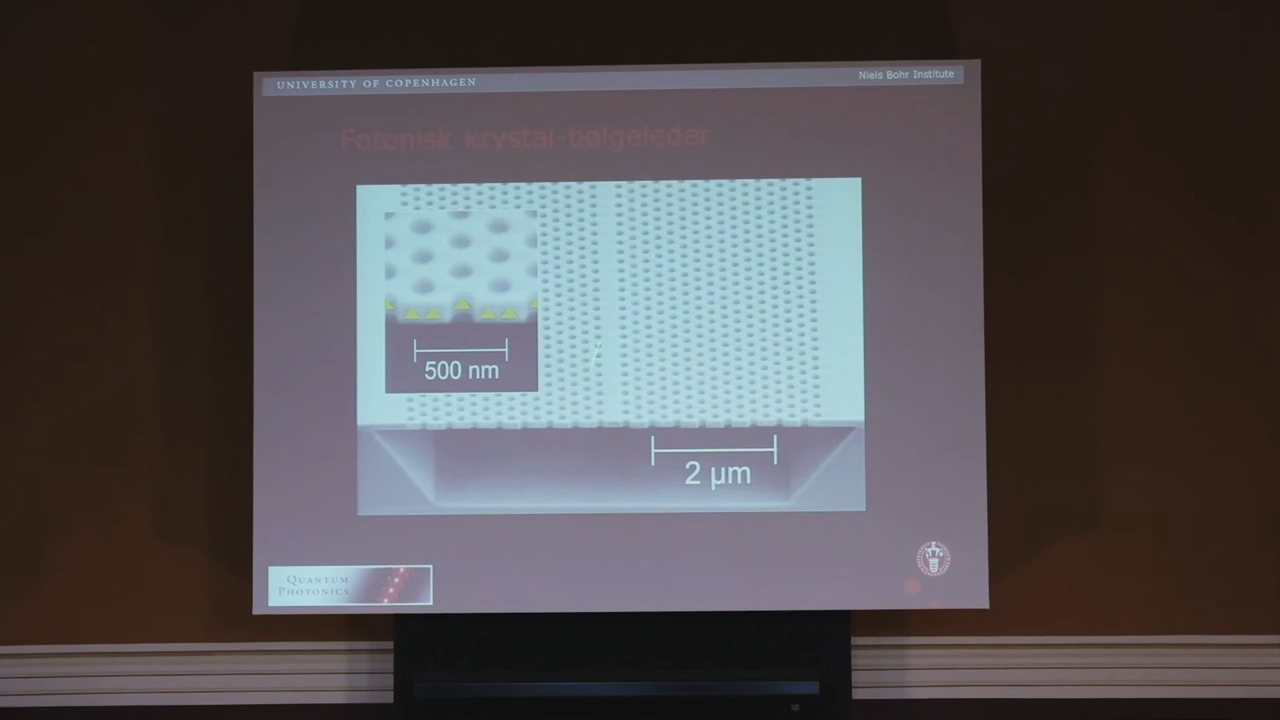 UNIVERSITY OF COPENHAGEN
Niels Bohr Institute
Fotonisk krystal-bølgeleder
500 nm
2 µm
QUANTUM
PHOTONICS